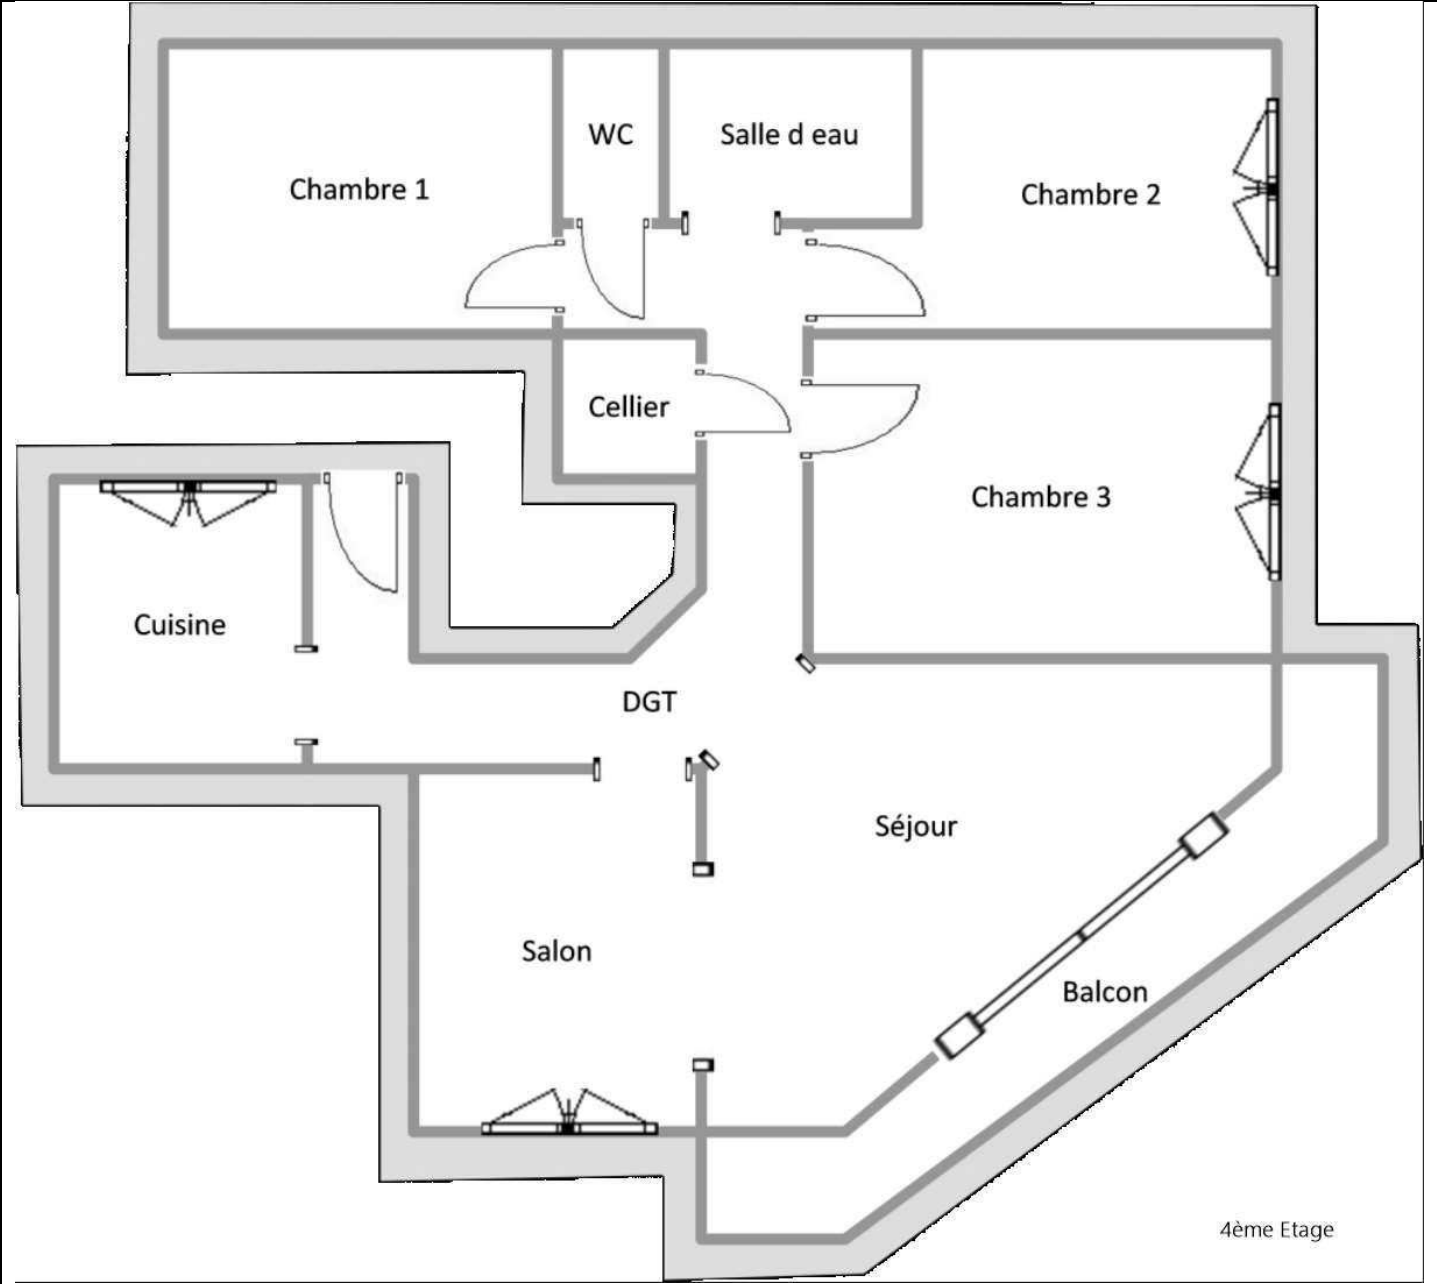 WC
Salle d eau
Chambre 1
Chambre 2
Cellier
Chambre 3
Cuisine
DGT
Séjour
Salon
Balcon
4ème Etage